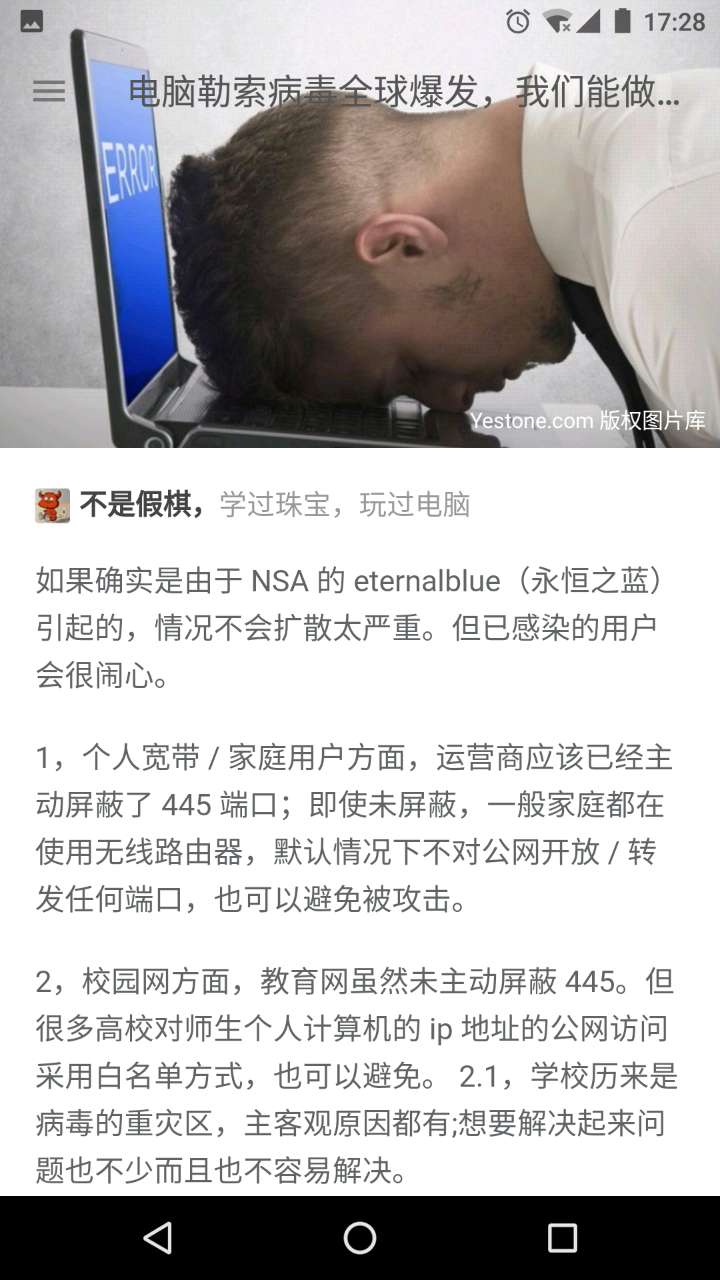 17:28
电脑勒索病毒全球爆发，我们能做...
ERROR
Yestone.com 版权图片库
不是假棋，学过珠宝，玩过电脑
如果确实是由于 NSA 的 eternalblue（永恒之蓝）
引起的，情况不会扩散太严重。但已感染的用户
会很闹心。
1，个人宽带 / 家庭用户方面，运营商应该已经主
动屏蔽了 445 端口；即使未屏蔽，一般家庭都在
使用无线路由器，默认情况下不对公网开放 / 转
发任何端口，也可以避免被攻击。
2，校园网方面，教育网虽然未主动屏蔽 445。但
很多高校对师生个人计算机的 ip 地址的公网访问
采用白名单方式，也可以避免。 2.1，学校历来是
病毒的重灾区，主客观原因都有;想要解决起来问
题也不少而且也不容易解决。